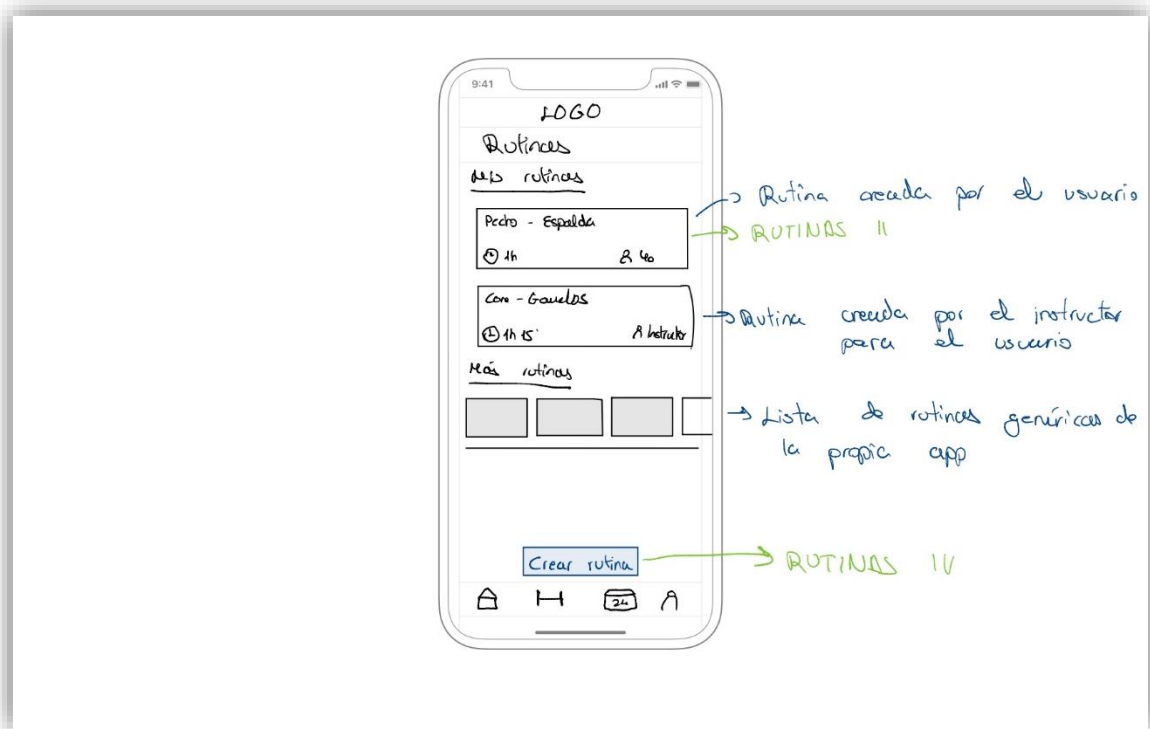 9:41
LOGO
Rutinas
Mis rutinas
Pecho - Espalda
1h
Yo
Core - Gemelos
1h 15'
Instructor
Más rutinas
Crear rutina
24
Rutina creada por el usuario
RUTINAS II
Rutina creada por el instructor
para el usuario
Lista de rutinas genéricas de
la propia app
RUTINAS IV